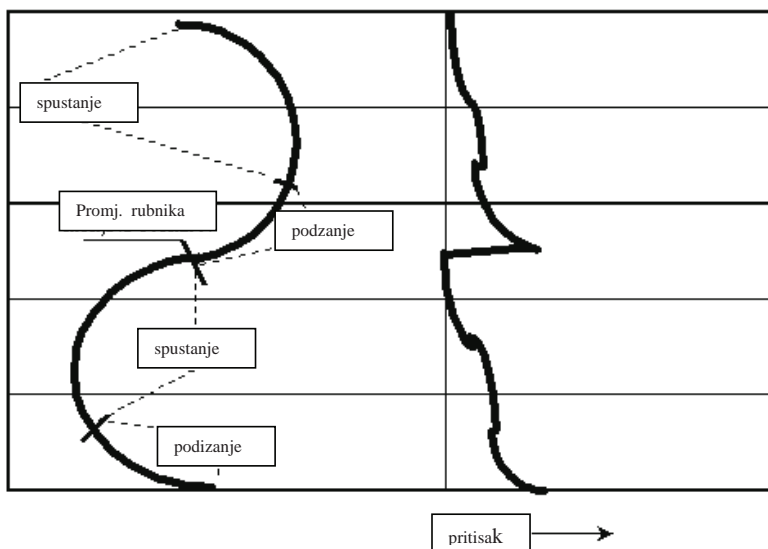 spustanje
Promj. rubnika
podzanje
spustanje
podizanje
pritisak